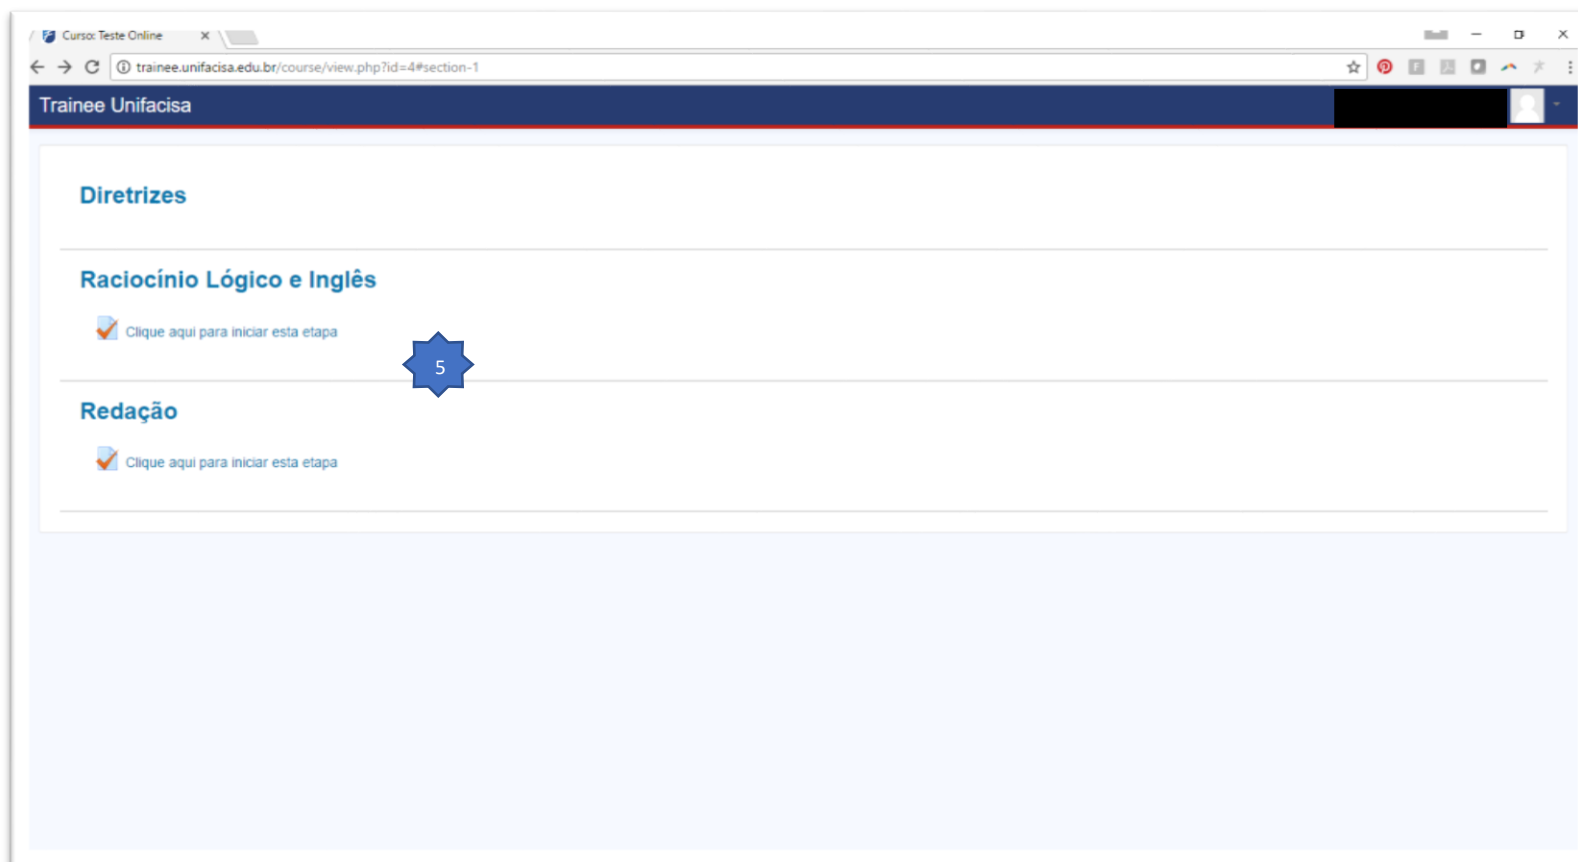 Curso: Teste Online
trainee.unifacisa.edu.br/course/view.php?id=4#section-1
Trainee Unifacisa
Diretrizes
Raciocínio Lógico e Inglês
Clique aqui para iniciar esta etapa
5
Redação
Clique aqui para iniciar esta etapa